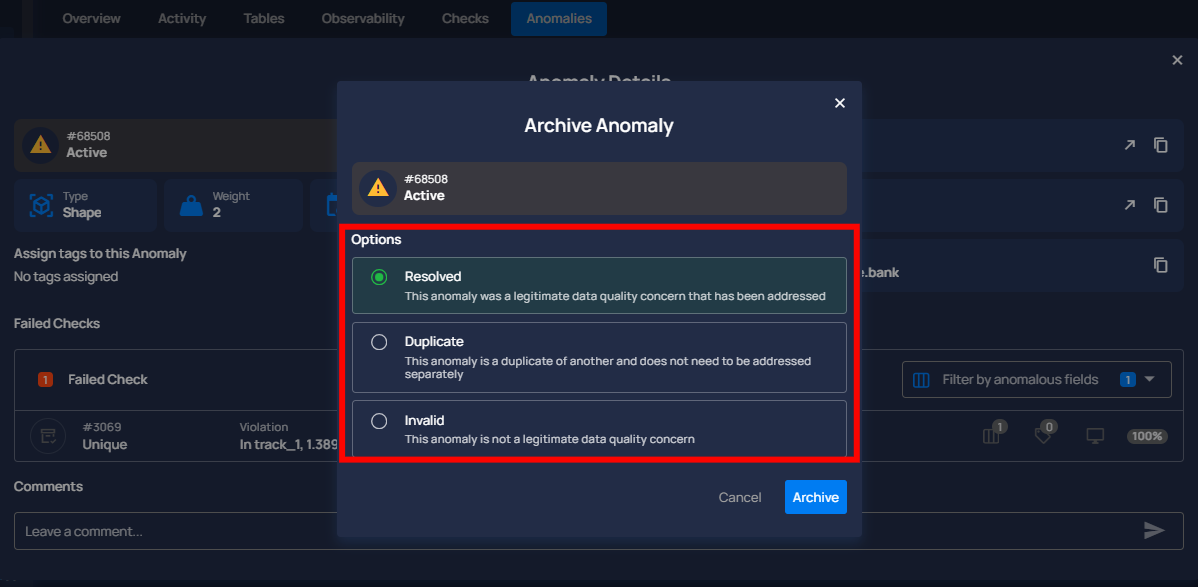 Overview Activity Tables Observability Checks Anomalies
Anomaly Details
#68508
Active
Type
Shape
Weight
2
Assign tags to this Anomaly
No tags assigned
.bank
Failed Checks
1 Failed Check
Filter by anomalous fields 1
#3069
Unique
Violation
In track_1, 1.389
1
0
100%
Comments
Leave a comment...
Archive Anomaly
#68508
Active
Options
Resolved
This anomaly was a legitimate data quality concern that has been addressed
Duplicate
This anomaly is a duplicate of another and does not need to be addressed
separately
Invalid
This anomaly is not a legitimate data quality concern
Cancel Archive